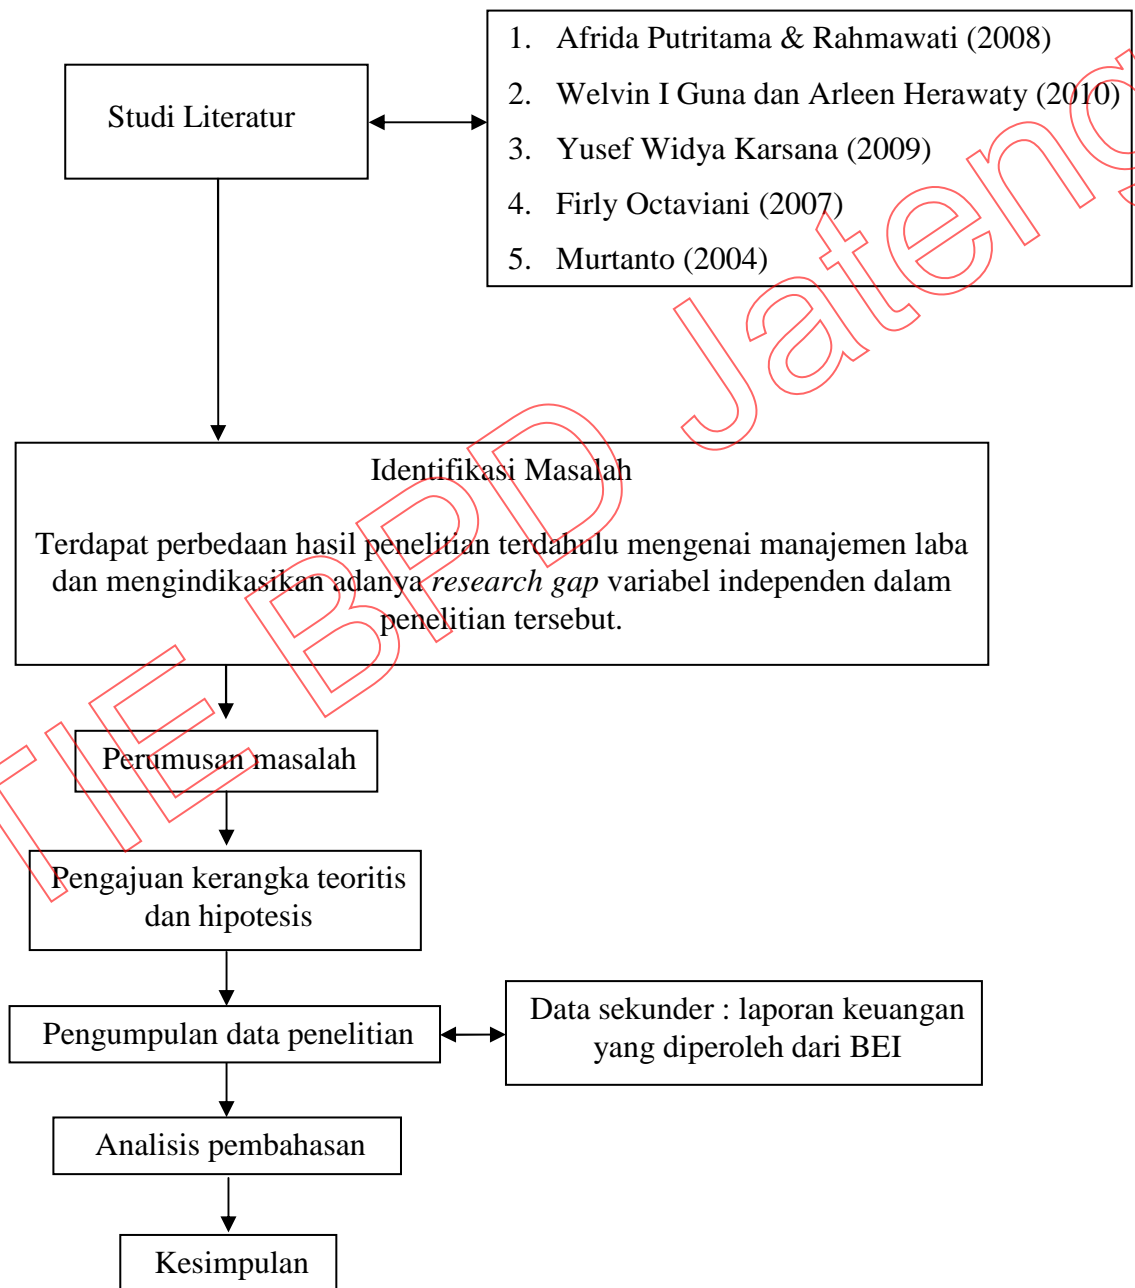 Studi Literatur
1. Afrida Putritama & Rahmawati (2008)
2. Welvin I Guna dan Arleen Herawaty (2010)
3. Yusef Widya Karsana (2009)
4. Firly Octaviani (2007)
5. Murtanto (2004)
Identifikasi Masalah
Terdapat perbedaan hasil penelitian terdahulu mengenai manajemen laba
dan mengindikasikan adanya research gap variabel independen dalam
penelitian tersebut.
Perumusan masalah
Pengajuan kerangka teoritis
dan hipotesis
Pengumpulan data penelitian
Data sekunder : laporan keuangan
yang diperoleh dari BEI
Analisis pembahasan
Kesimpulan
TIE BPD Jateng